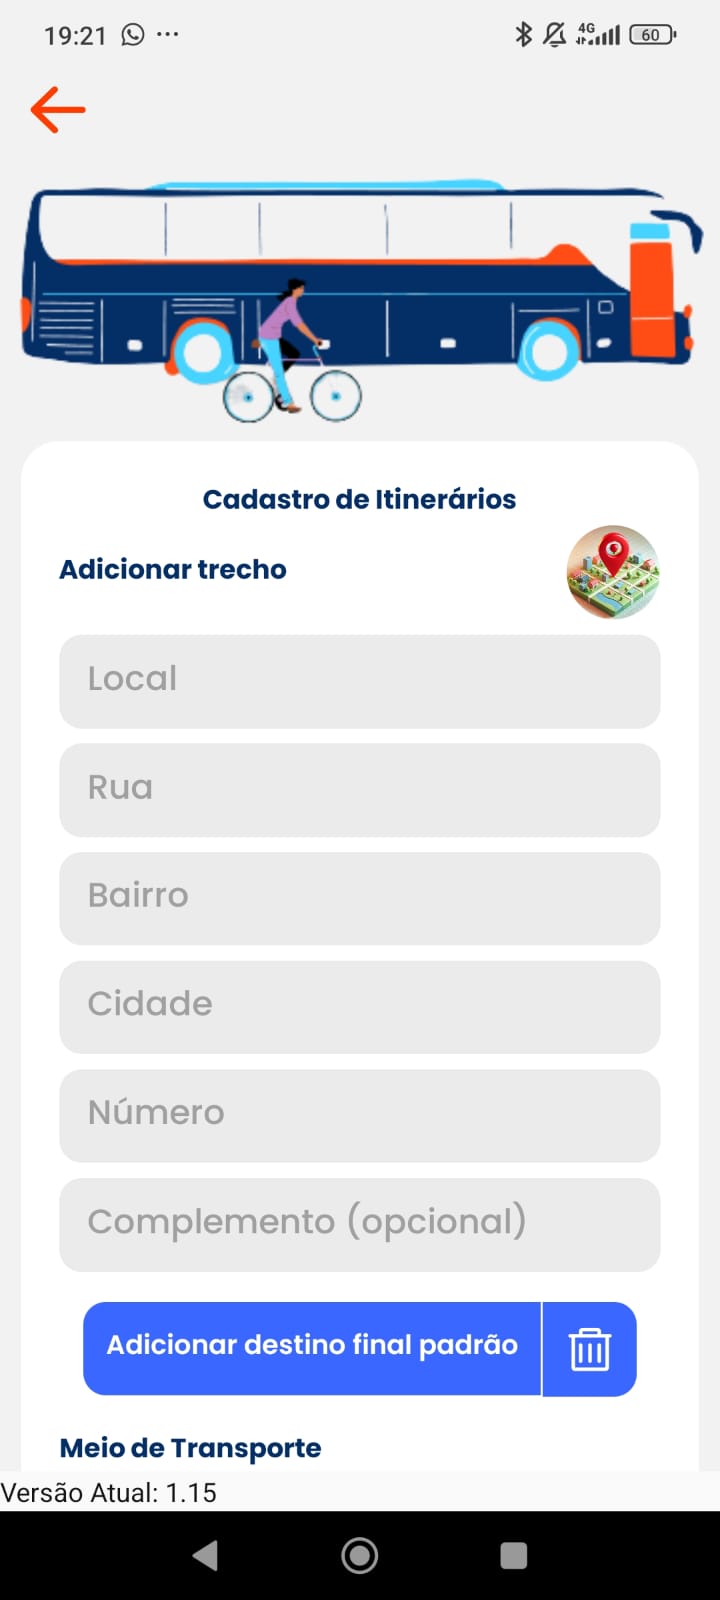 19:21
4G
60
Cadastro de Itinerários
Adicionar trecho
Local
Rua
Bairro
Cidade
Número
Complemento (opcional)
Adicionar destino final padrão
Meio de Transporte
Versão Atual: 1.15